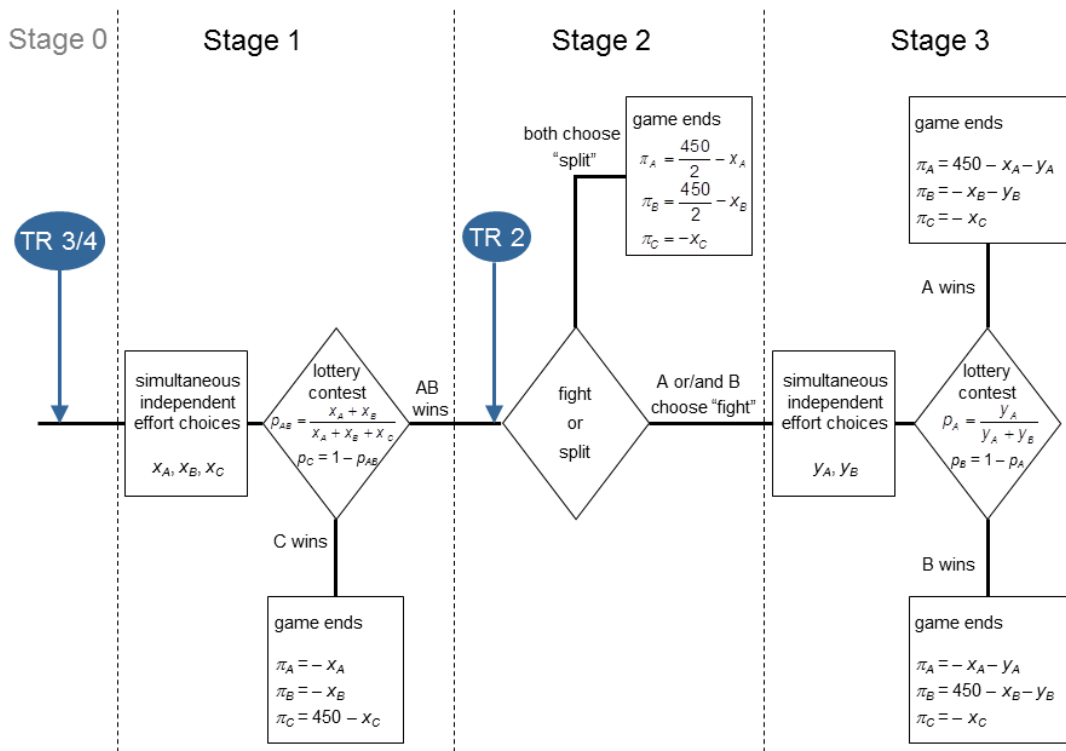 Stage 0
Stage 1
Stage 2
Stage 3
TR 3/4
simultaneous
independent
effort choices
x_A, x_B, x_C
lottery
contest
p_AB = (x_A + x_B) / (x_A + x_B + x_C)
p_C = 1 – p_AB
AB
wins
C wins
game ends
π_A = – x_A
π_B = – x_B
π_C = 450 – x_C
TR 2
fight
or
split
both choose
“split”
game ends
π_A = 450/2 – x_A
π_B = 450/2 – x_B
π_C = –x_C
A or/and B
choose “fight”
simultaneous
independent
effort choices
y_A, y_B
lottery
contest
p_A = y_A / (y_A + y_B)
p_B = 1 – p_A
A wins
game ends
π_A = 450 – x_A – y_A
π_B = – x_B – y_B
π_C = – x_C
B wins
game ends
π_A = – x_A – y_A
π_B = 450 – x_B – y_B
π_C = – x_C